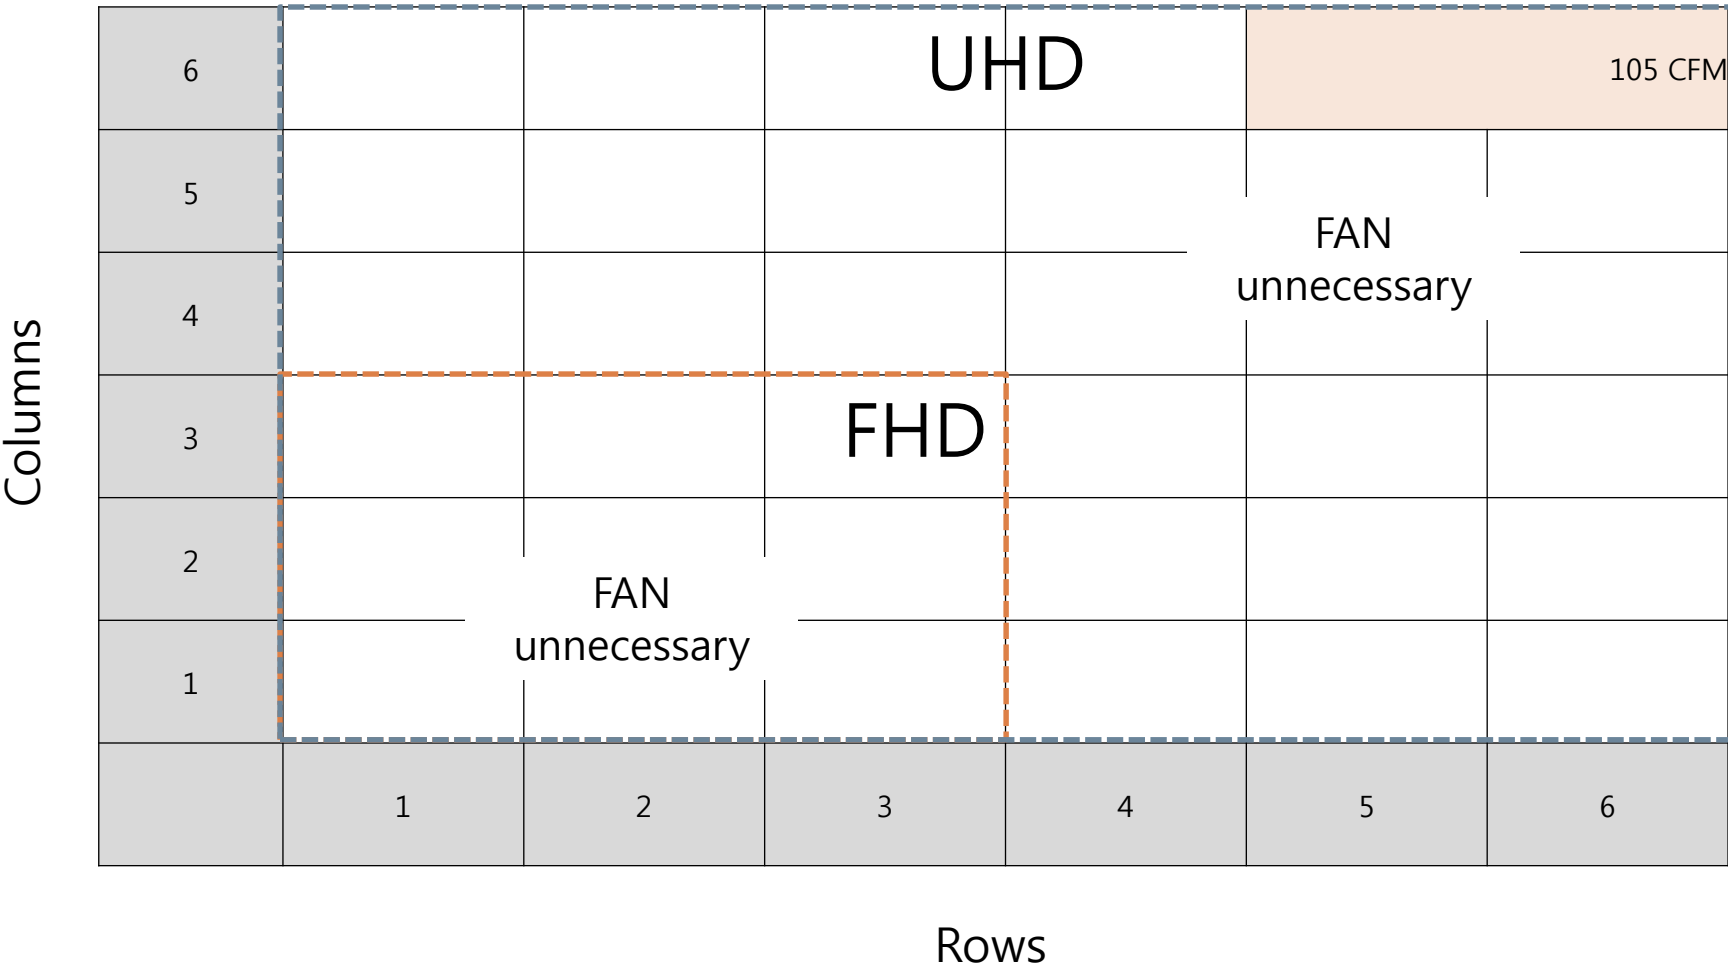 6
UHD
105 CFM
5
FAN
unnecessary
4
Columns
3
FHD
2
FAN
unnecessary
1
1 2 3 4 5 6
Rows